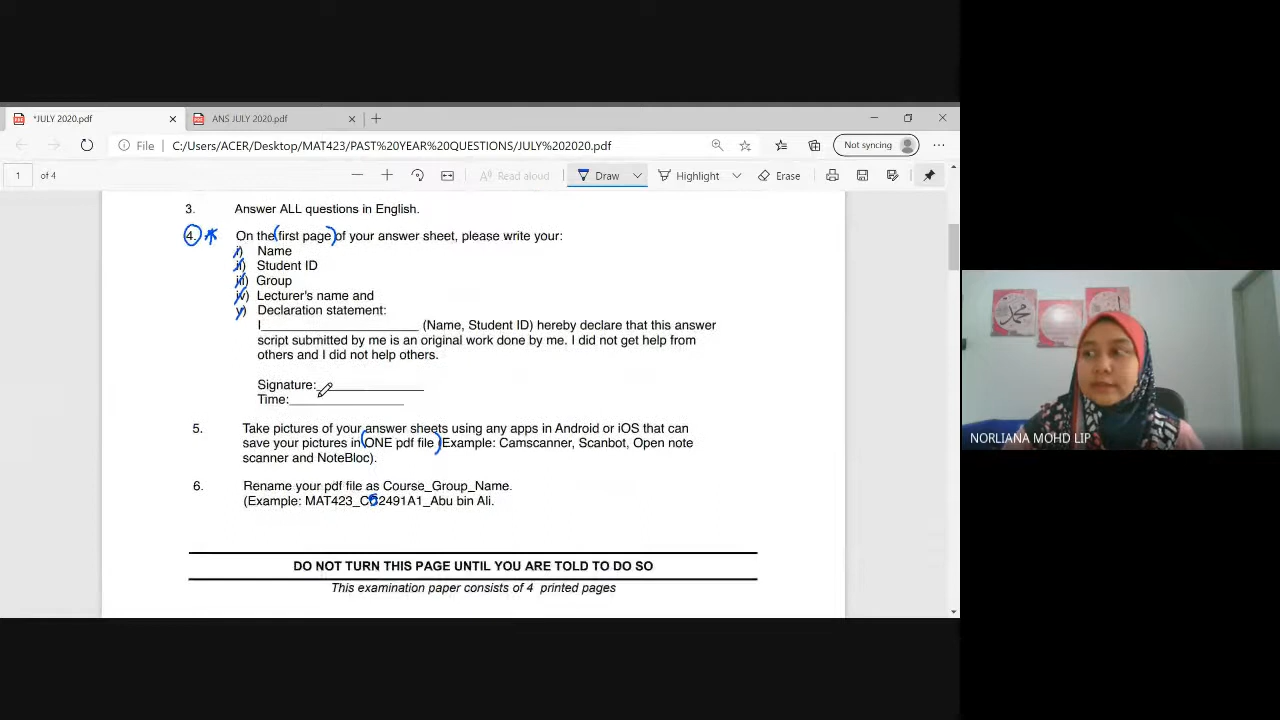 *JULY 2020.pdf
ANS JULY 2020.pdf
File
C:/Users/ACER/Desktop/MAT423/PAST%20YEAR%20QUESTIONS/JULY%202020.pdf
Not syncing
1 of 4
Read aloud
Draw
Highlight
Erase
3. Answer ALL questions in English.
4. On the first page of your answer sheet, please write your:
i) Name
ii) Student ID
iii) Group
iv) Lecturer's name and
v) Declaration statement:
I____________________ (Name, Student ID) hereby declare that this answer
script submitted by me is an original work done by me. I did not get help from
others and I did not help others.
Signature:__________________
Time:__________________
5. Take pictures of your answer sheets using any apps in Android or iOS that can
save your pictures in ONE pdf file (Example: Camscanner, Scanbot, Open note
scanner and NoteBloc).
6. Rename your pdf file as Course_Group_Name.
(Example: MAT423_CS2491A1_Abu bin Ali.
DO NOT TURN THIS PAGE UNTIL YOU ARE TOLD TO DO SO
This examination paper consists of 4 printed pages
NORLIANA MOHD LIP